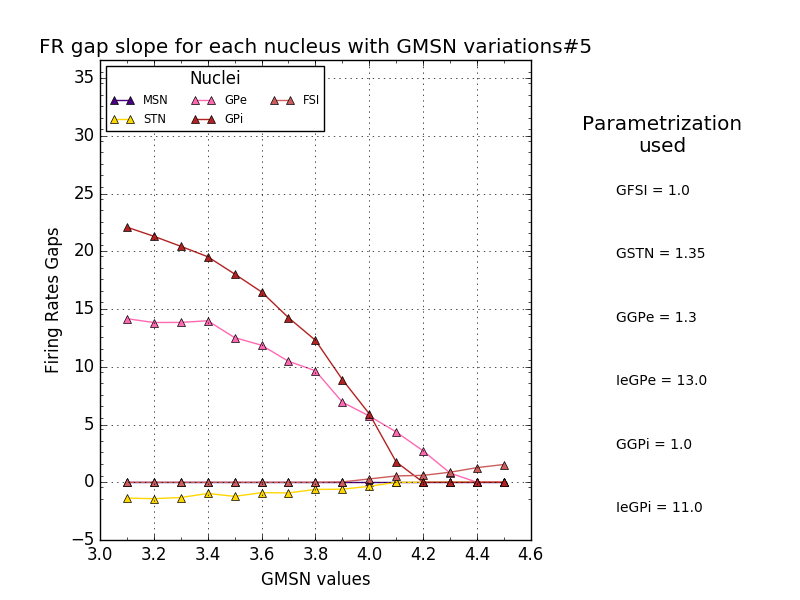 FR gap slope for each nucleus with GMSN variations#5
Nuclei
MSN GPe FSI
STN GPi
35
30
25
20
15
10
5
0
−5
Firing Rates Gaps
3.0 3.2 3.4 3.6 3.8 4.0 4.2 4.4 4.6
GMSN values
Parametrization
used
GFSI = 1.0
GSTN = 1.35
GGPe = 1.3
IeGPe = 13.0
GGPi = 1.0
IeGPi = 11.0